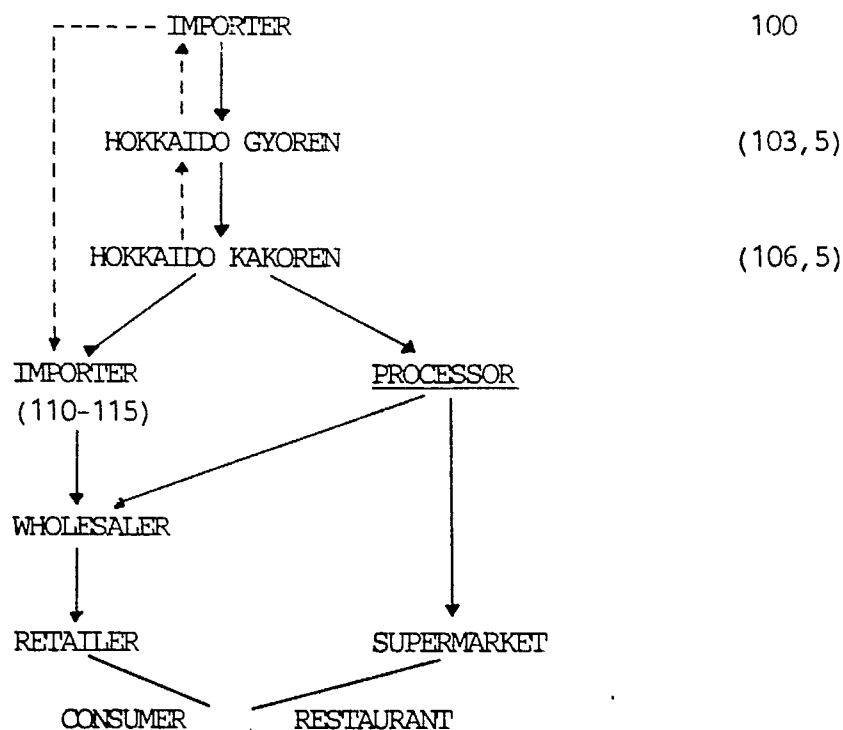 IMPORTER 100
HOKKAIDO GYOREN (103,5)
HOKKAIDO KAKOREN (106,5)
IMPORTER PROCESSOR
(110-115)
WHOLESALER
RETAILER SUPERMARKET
CONSUMER RESTAURANT